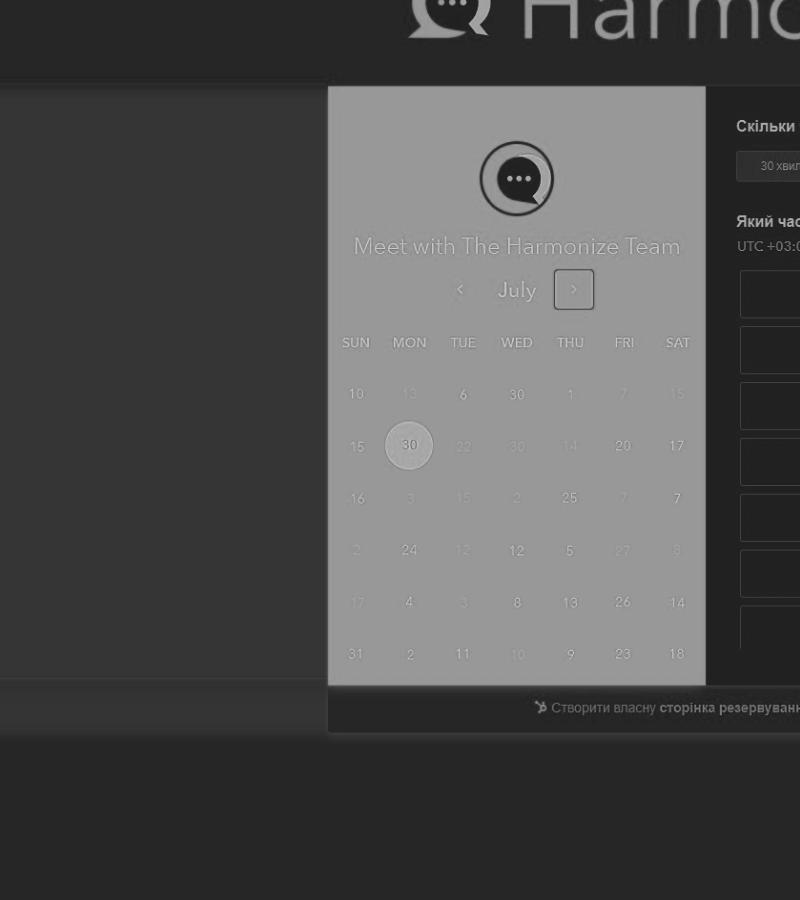 Harmo
Meet with The Harmonize Team
July
SUN MON TUE WED THU FRI SAT
10 13 6 30 1 7 15
15 30 22 30 14 20 17
16 3 15 2 25 7 7
2 24 12 12 5 27 8
17 4 3 8 13 26 14
31 2 11 10 9 23 18
Скільки
30 хвил
Який час
UTC +03:0
Створити власну сторінка резервуванн